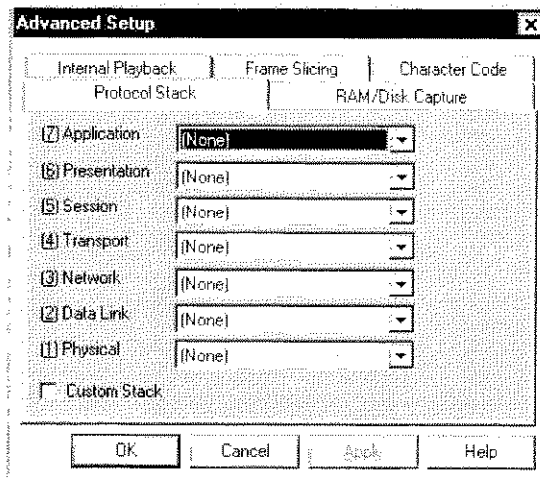 Advanced Setup
Internal Playback Frame Slicing Character Code
Protocol Stack RAM/Disk Capture
(7) Application (None)
(6) Presentation (None)
(5) Session (None)
(4) Transport (None)
(3) Network (None)
(2) Data Link (None)
(1) Physical (None)
Custom Stack
OK Cancel Apply Help